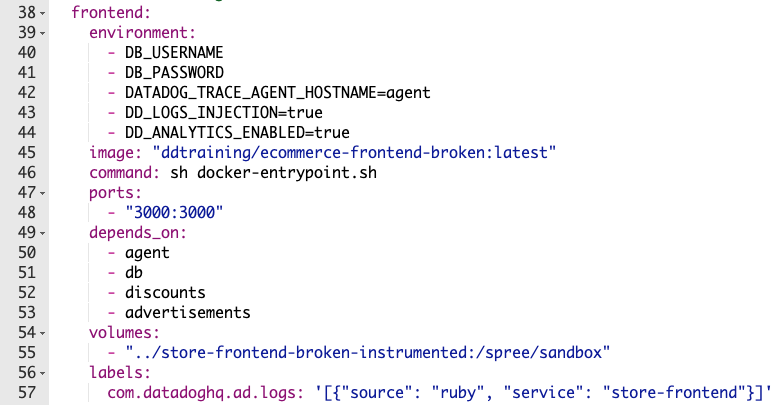 38 frontend:
39 environment:
40 - DB_USERNAME
41 - DB_PASSWORD
42 - DATADOG_TRACE_AGENT_HOSTNAME=agent
43 - DD_LOGS_INJECTION=true
44 - DD_ANALYTICS_ENABLED=true
45 image: "ddtraining/ecommerce-frontend-broken:latest"
46 command: sh docker-entrypoint.sh
47 ports:
48 - "3000:3000"
49 depends_on:
50 - agent
51 - db
52 - discounts
53 - advertisements
54 volumes:
55 - "../store-frontend-broken-instrumented:/spree/sandbox"
56 labels:
57 com.datadoghq.ad.logs: '[{"source": "ruby", "service": "store-frontend"}]'